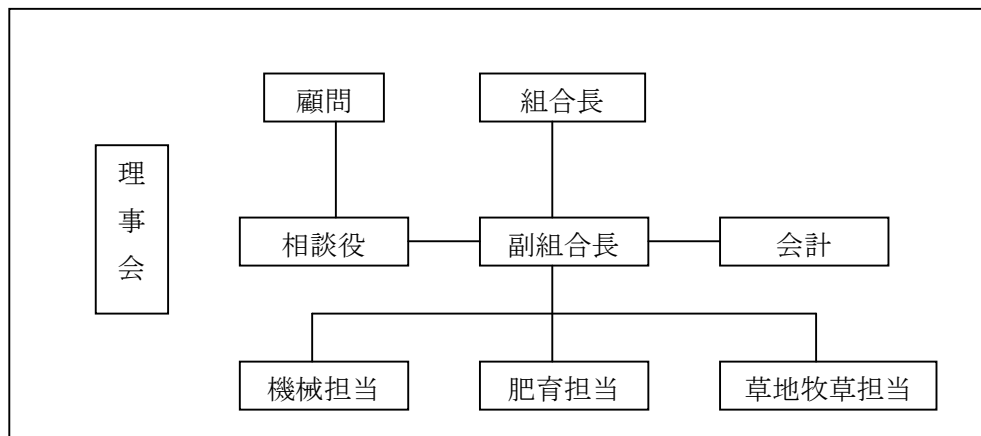 顧問
組合長
理事会
相談役
副組合長
会計
機械担当
肥育担当
草地牧草担当